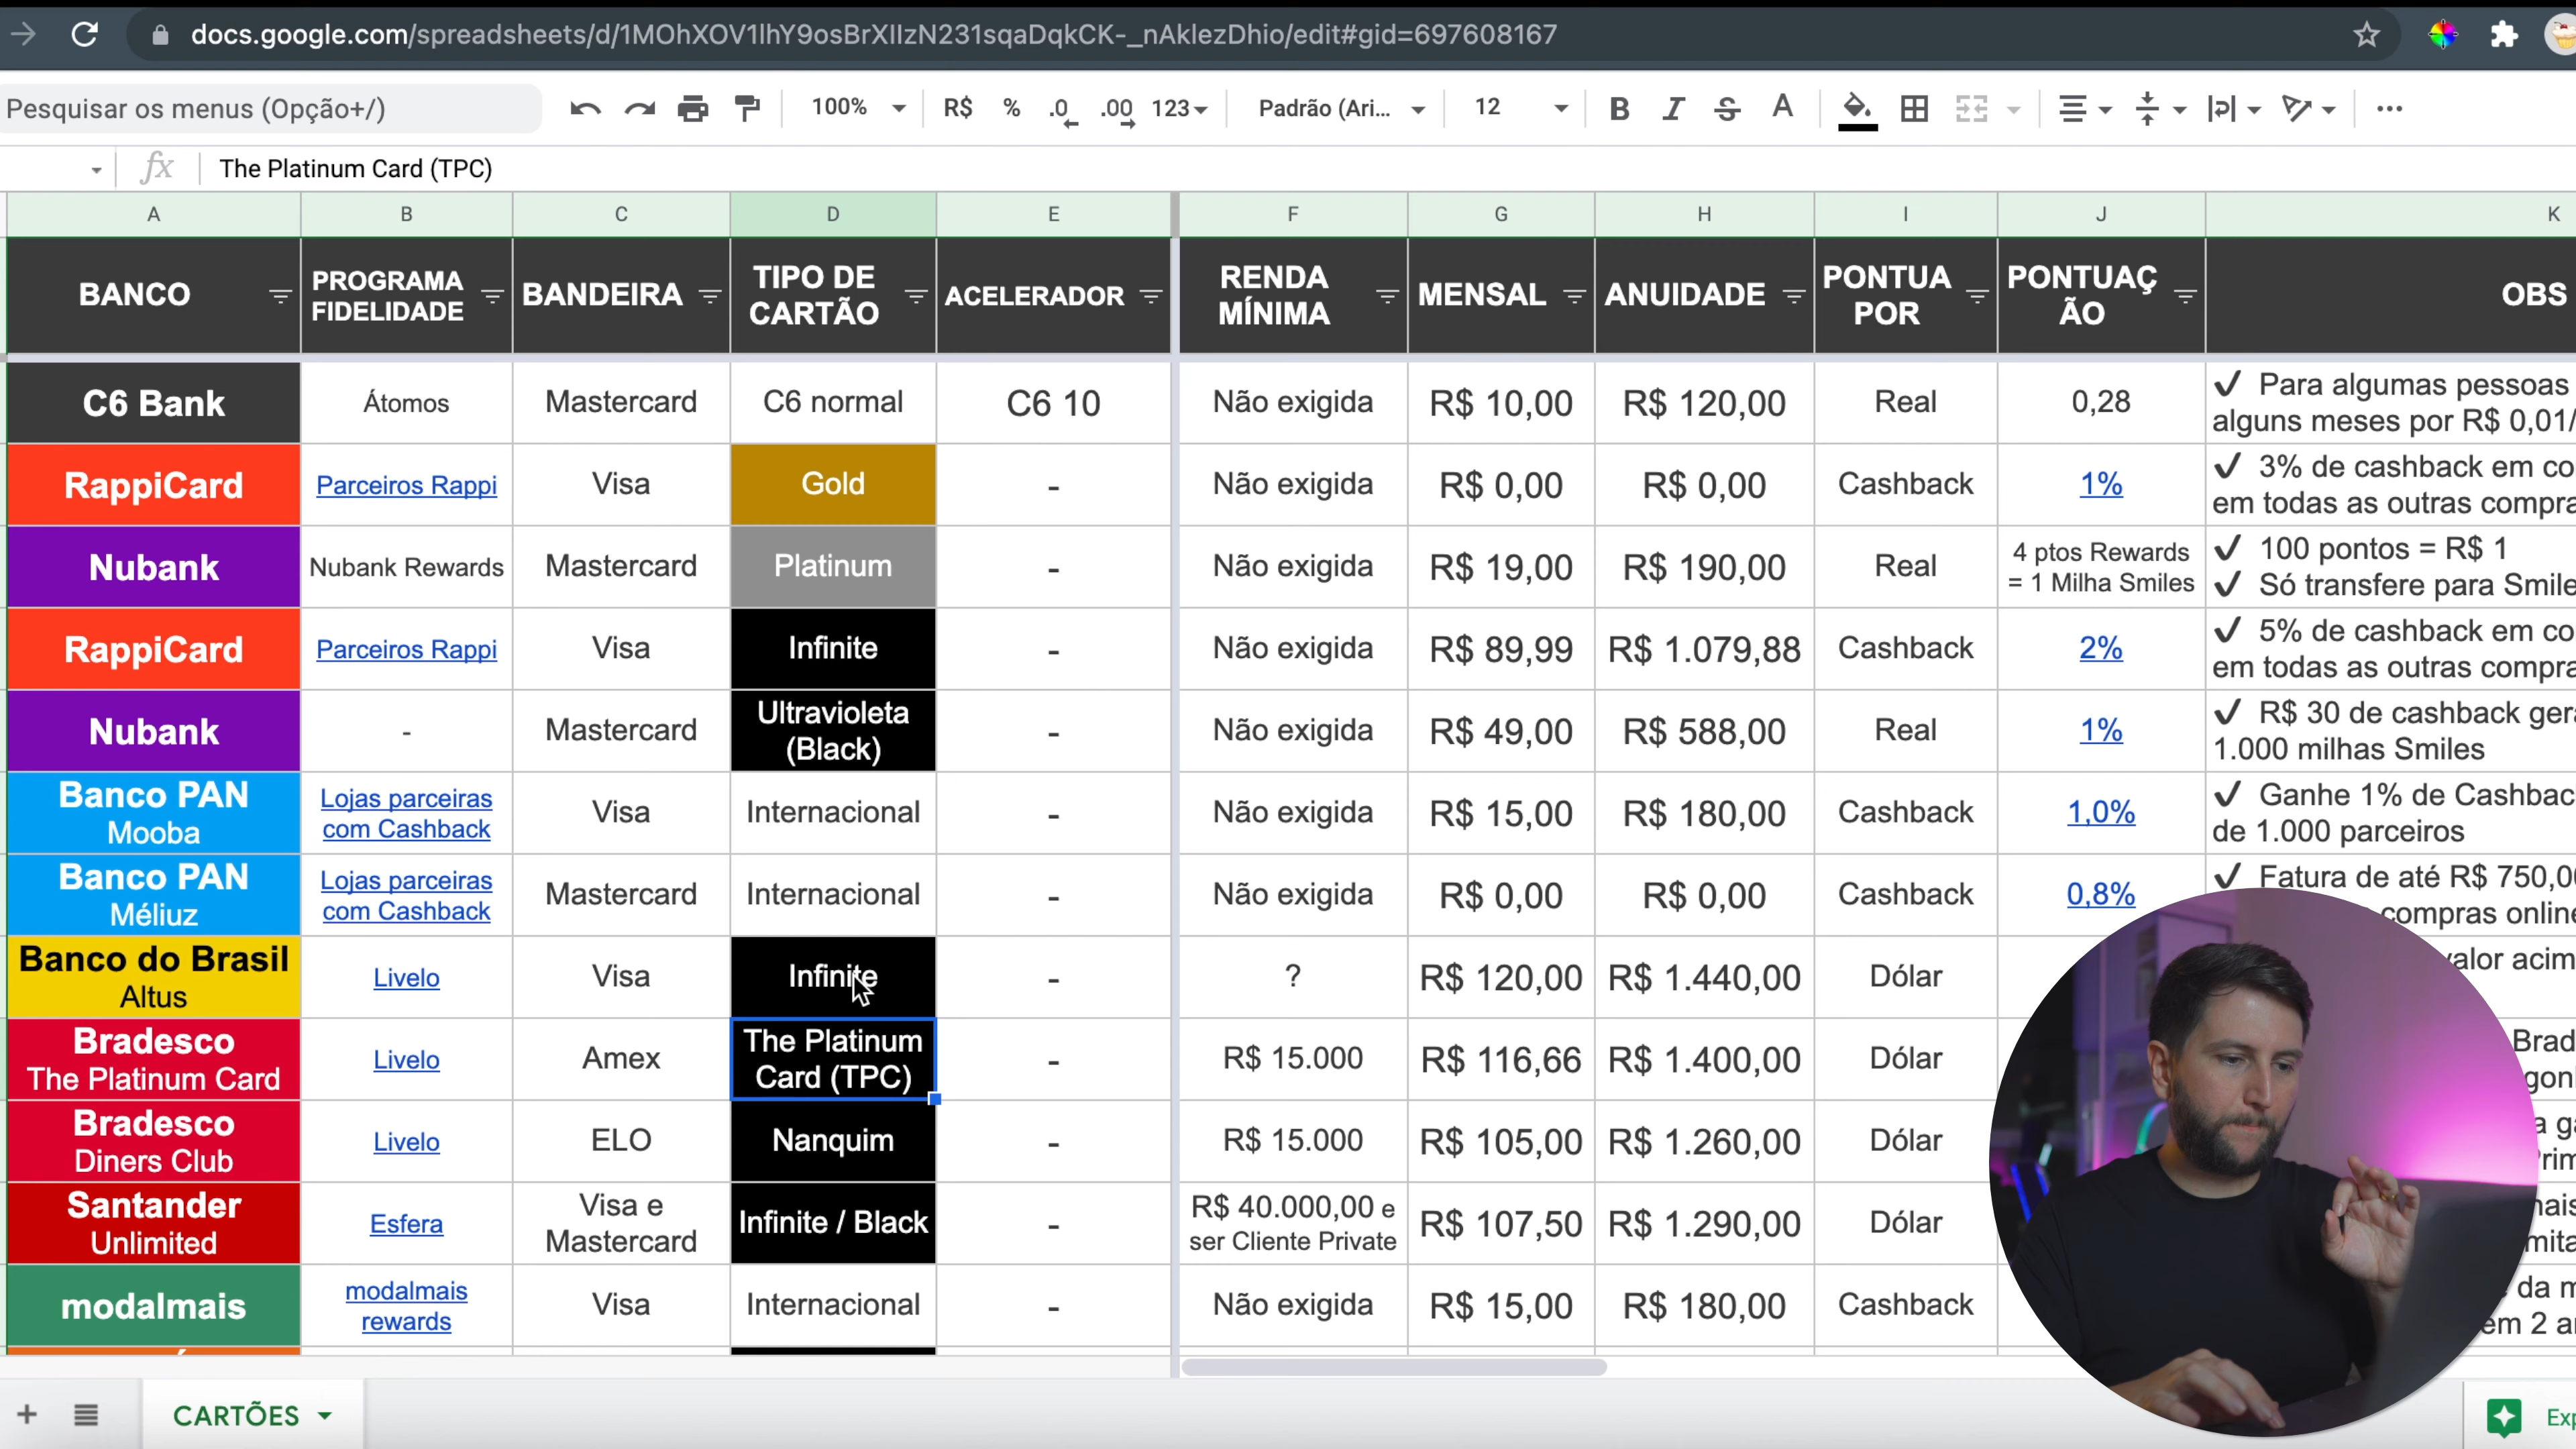 docs.google.com/spreadsheets/d/1MOhXOV1lhY9osBrXIIzN231sqaDqkCK-_nAklezDhio/edit#gid=697608167
Pesquisar os menus (Opção+/)
100%
R$ % .0 .00 123
Padrão (Ari...
12
B I S A
fx The Platinum Card (TPC)
A B C D E F G H I J K
BANCO
PROGRAMA
FIDELIDADE
BANDEIRA
TIPO DE
CARTÃO
ACELERADOR
RENDA
MÍNIMA
MENSAL
ANUIDADE
PONTUA
POR
PONTUAÇ
ÃO
OBS
C6 Bank
Átomos
Mastercard
C6 normal
C6 10
Não exigida
R$ 10,00
R$ 120,00
Real
0,28
✓ Para algumas pessoas
alguns meses por R$ 0,01/
RappiCard
Parceiros Rappi
Visa
Gold
-
Não exigida
R$ 0,00
R$ 0,00
Cashback
1%
✓ 3% de cashback em co
em todas as outras compra
Nubank
Nubank Rewards
Mastercard
Platinum
-
Não exigida
R$ 19,00
R$ 190,00
Real
4 ptos Rewards
= 1 Milha Smiles
✓ 100 pontos = R$ 1
✓ Só transfere para Smile
RappiCard
Parceiros Rappi
Visa
Infinite
-
Não exigida
R$ 89,99
R$ 1.079,88
Cashback
2%
✓ 5% de cashback em co
em todas as outras compra
Nubank
-
Mastercard
Ultravioleta
(Black)
-
Não exigida
R$ 49,00
R$ 588,00
Real
1%
✓ R$ 30 de cashback ger
1.000 milhas Smiles
Banco PAN
Mooba
Lojas parceiras
com Cashback
Visa
Internacional
-
Não exigida
R$ 15,00
R$ 180,00
Cashback
1,0%
✓ Ganhe 1% de Cashbac
de 1.000 parceiros
Banco PAN
Méliuz
Lojas parceiras
com Cashback
Mastercard
Internacional
-
Não exigida
R$ 0,00
R$ 0,00
Cashback
0,8%
✓ Fatura de até R$ 750,0
compras online
Banco do Brasil
Altus
Livelo
Visa
Infinite
-
?
R$ 120,00
R$ 1.440,00
Dólar
valor acim
Bradesco
The Platinum Card
Livelo
Amex
The Platinum
Card (TPC)
-
R$ 15.000
R$ 116,66
R$ 1.400,00
Dólar
Brad
Bradesco
Diners Club
Livelo
ELO
Nanquim
-
R$ 15.000
R$ 105,00
R$ 1.260,00
Dólar
Santander
Unlimited
Esfera
Visa e
Mastercard
Infinite / Black
-
R$ 40.000,00 e
ser Cliente Private
R$ 107,50
R$ 1.290,00
Dólar
modalmais
modalmais
rewards
Visa
Internacional
-
Não exigida
R$ 15,00
R$ 180,00
Cashback
da m
em 2 a
CARTÕES
Exp